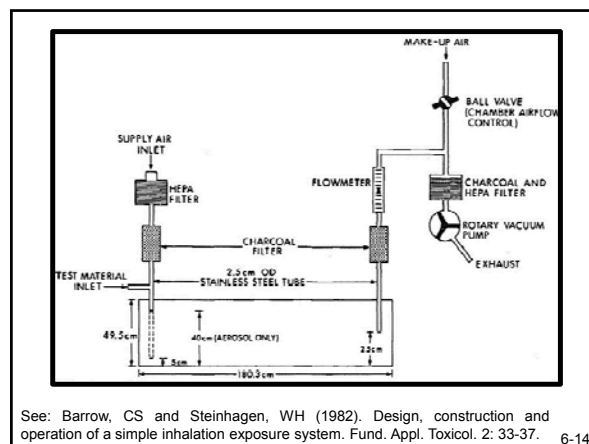 MAKE-UP AIR
BALL VALVE
(CHAMBER AIRFLOW
CONTROL)
SUPPLY AIR
INLET
HEPA
FILTER
FLOWMETER
CHARCOAL AND
HEPA FILTER
ROTARY VACUUM
PUMP
EXHAUST
CHARCOAL
FILTER
TEST MATERIAL
INLET
2.5cm OD
STAINLESS STEEL TUBE
49.5cm
40cm (AEROSOL ONLY)
5cm
25cm
180.3cm
See: Barrow, CS and Steinhagen, WH (1982). Design, construction and
operation of a simple inhalation exposure system. Fund. Appl. Toxicol. 2: 33-37.
6-14